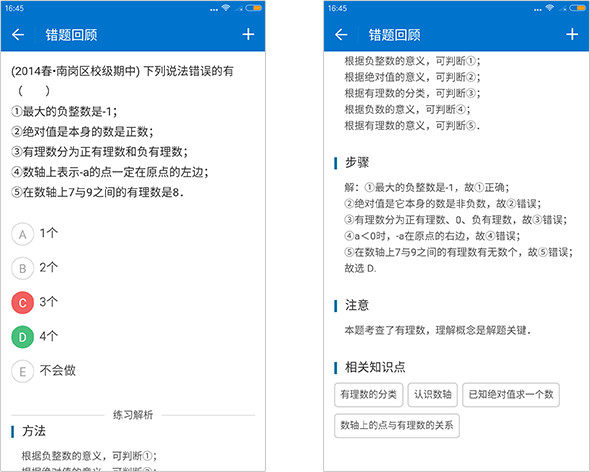 16:45
错题回顾
(2014春•南岗区校级期中) 下列说法错误的有
（　　）
①最大的负整数是-1；
②绝对值是本身的数是正数；
③有理数分为正有理数和负有理数；
④数轴上表示-a的点一定在原点的左边；
⑤在数轴上7与9之间的有理数是8．
A 1个
B 2个
C 3个
D 4个
E 不会做
练习解析
方法
根据负整数的意义，可判断①；
根据绝对值的意义，可判断②；
16:45
错题回顾
根据负整数的意义，可判断①；
根据绝对值的意义，可判断②；
根据有理数的分类，可判断③；
根据负数的意义，可判断④；
根据有理数的意义，可判断⑤．
步骤
解：①最大的负整数是-1，故①正确；
②绝对值是它本身的数是非负数，故②错误；
③有理数分为正有理数、0、负有理数，故③错误；
④a＜0时，-a在原点的右边，故④错误；
⑤在数轴上7与9之间的有理数有无数个，故⑤错误；
故选 D.
注意
本题考查了有理数，理解概念是解题关键．
相关知识点
有理数的分类 认识数轴 已知绝对值求一个数
数轴上的点与有理数的关系